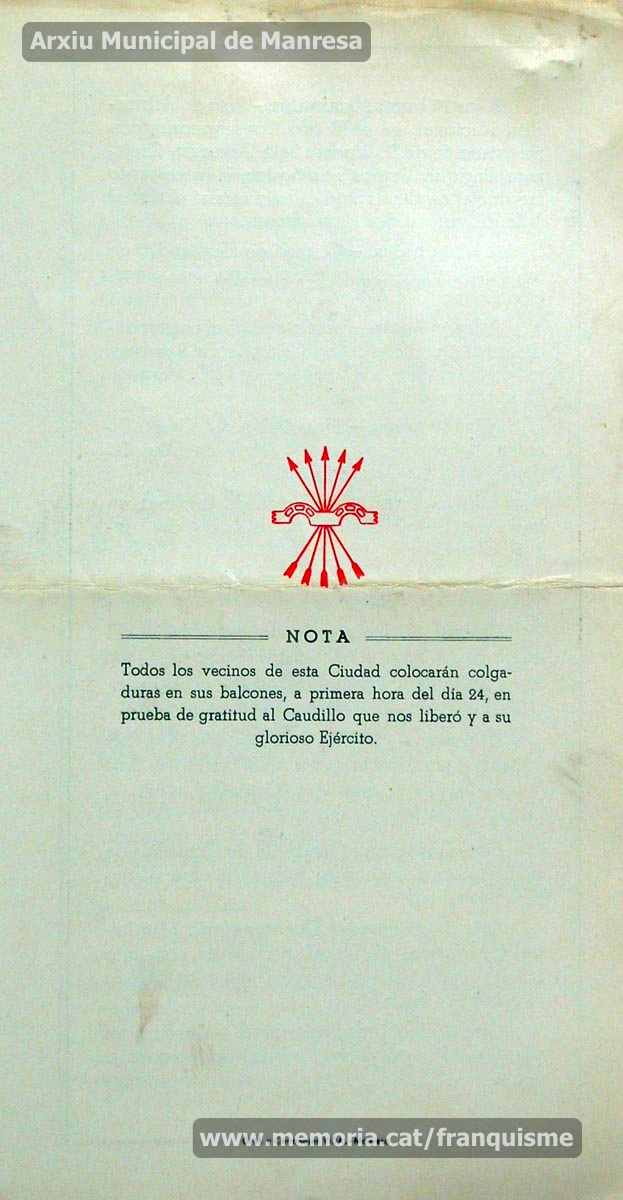 Arxiu Municipal de Manresa
NOTA
Todos los vecinos de esta Ciudad colocarán colga-
duras en sus balcones, a primera hora del día 24, en
prueba de gratitud al Caudillo que nos liberó y a su
glorioso Ejército.
www.memoria.cat/franquisme